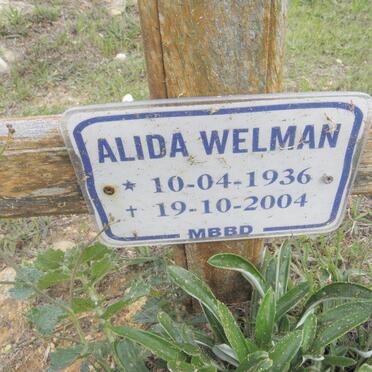 ALIDA WELMAN
★ 10-04-1936
✝ 19-10-2004
MBBD